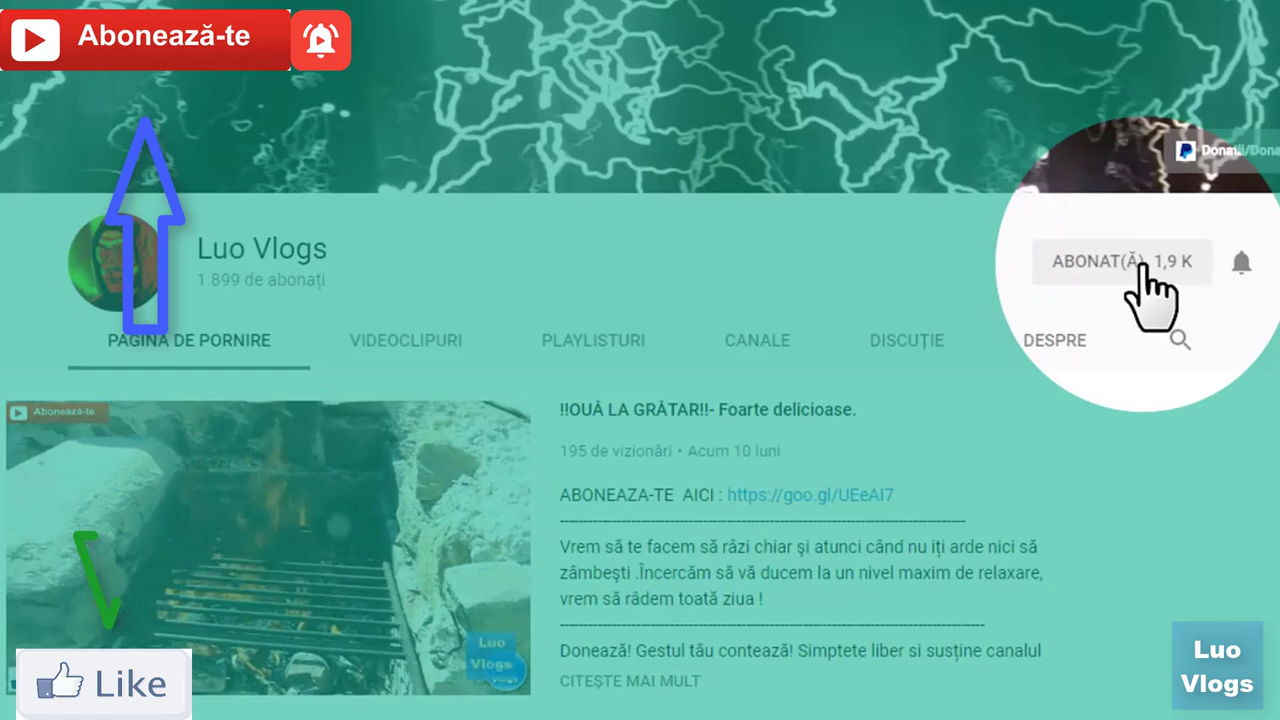 Abonează-te
Donați!/Dona
Luo Vlogs
1.899 de abonați
ABONAT(Ă) 1,9 K
PAGINA DE PORNIRE
VIDEOCLIPURI
PLAYLISTURI
CANALE
DISCUȚIE
DESPRE
Abonează-te
!!OUĂ LA GRĂTAR!!- Foarte delicioase.
195 de vizionări • Acum 10 luni
ABONEAZA-TE AICI : https://goo.gl/UEeAI7
Vrem să te facem să râzi chiar şi atunci când nu iți arde nici să
zâmbeşti .Încercăm să vă ducem la un nivel maxim de relaxare,
vrem să râdem toată ziua !
Donează! Gestul tău contează! Simptete liber si susține canalul
CITEȘTE MAI MULT
Luo
Vlogs
Like
Luo
Vlogs